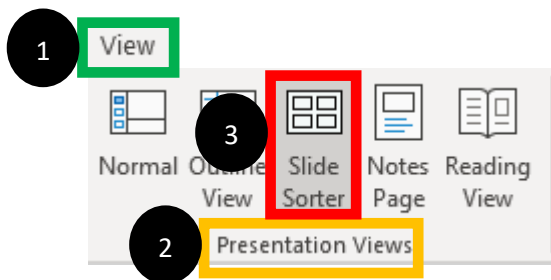 1
View
3
Normal Outline Slide Notes Reading
View Sorter Page View
2
Presentation Views